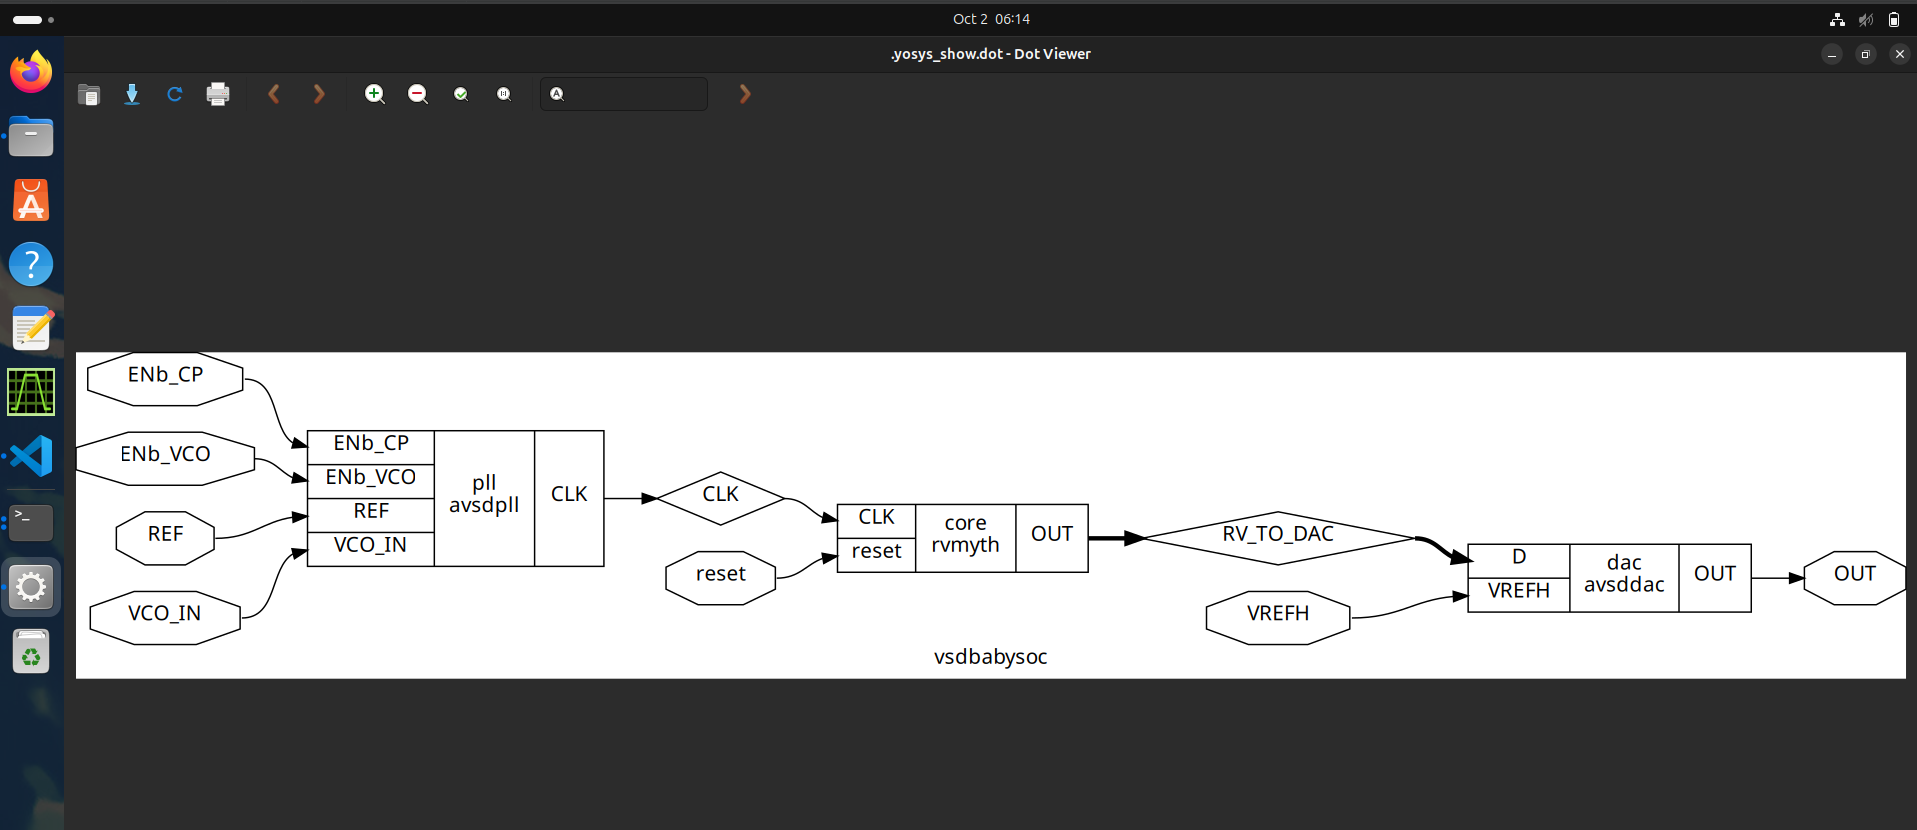 Oct 2 06:14
.yosys_show.dot - Dot Viewer
ENb_CP
ENb_VCO
REF
VCO_IN
ENb_CP
ENb_VCO
REF
VCO_IN
pll
avsdpll
CLK
CLK
reset
CLK
reset
core
rvmyth
OUT
RV_TO_DAC
VREFH
D
VREFH
dac
avsddac
OUT
OUT
vsdbabysoc